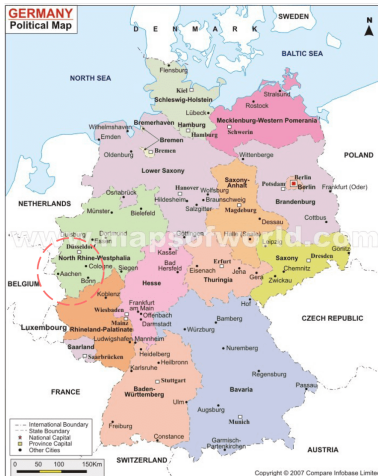 GERMANY
Political Map
SWEDEN
N
DENMARK
BALTIC SEA
NORTH SEA
Flensburg
Kiel
Schleswig-Holstein
Stralsund
Rostock
Lübeck
Mecklenburg-Western Pomerania
Schwerin
Wilhelmshaven
Bremerhaven
Hamburg
Hamburg
Emden
Bremen
Bremen
Oldenburg
Wittenberge
POLAND
Lower Saxony
Saxony-
Anhalt
Berlin
Berlin
Potsdam
Frankfurt (Oder)
Brandenburg
Osnabrück
Hannover
Wolfsburg
Braunschweig
Hildesheim
Salzgitter
Magdeburg
NETHERLANDS
Münster
Bielefeld
Dessau
Cottbus
www.mapsofworld.com
Leipzig
Düsseldorf
North Rhine-Westphalia
Kassel
Saxony
Dresden
Görlitz
Cologne
Siegen
Bad
Hersfeld
Eisenach
Erfurt
Jena
Gera
Chemnitz
Zwickau
Aachen
Bonn
Thuringia
BELGIUM
Hesse
Koblenz
Hof
CZECH REPUBLIC
Frankfurt
am Main
Wiesbaden
Offenbach
Mainz
Darmstadt
Bamberg
Luxembourg
Rhineland-Palatinate
Würzburg
Ludwigshafen
Mannheim
Saarland
Saarbrücken
Heidelberg
Nuremberg
Heilbronn
Karlsruhe
Regensburg
FRANCE
Stuttgart
Baden-
Württemberg
Bavaria
Passau
Ulm
Augsburg
Munich
Freiburg
Constance
Garmisch-
Partenkirchen
SWITZERLAND
AUSTRIA
International Boundary
State Boundary
National Capital
Province Capital
Other Cities
0 50 100 150Km
Copyright © 2007 Compare Infobase Limited